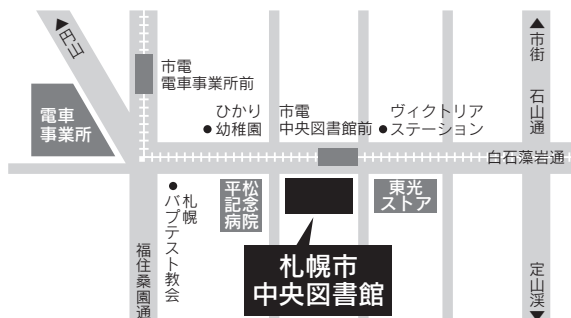 ▲円山
▲市街
石山通
市電
電車事業所前
電車
事業所
ひかり
●幼稚園
市電
中央図書館前
ヴィクトリア
●ステーション
白石藻岩通
●札幌
バプテスト教会
平松
記念
病院
東光
ストア
福住桑園通
札幌市
中央図書館
定山渓▼